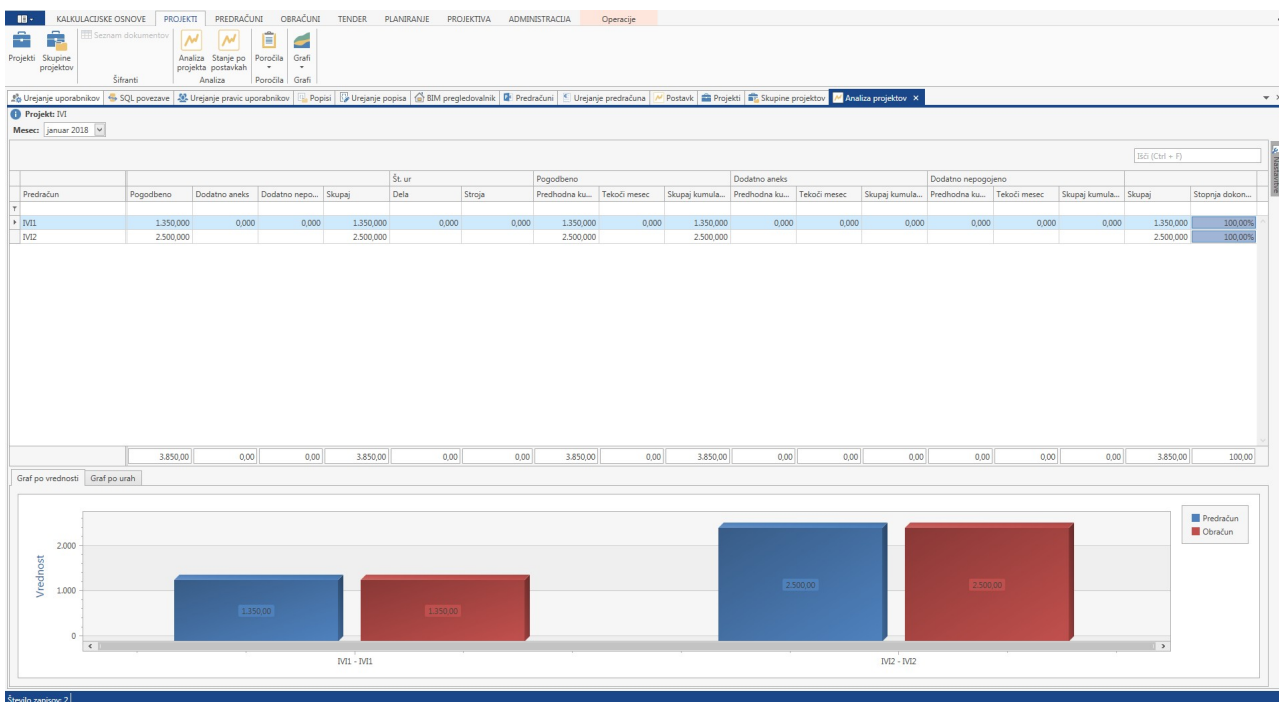 KALKULACIJSKE OSNOVE PROJEKTI PREDRAČUNI OBRAČUNI TENDER PLANIRANJE PROJEKTIVA ADMINISTRACIJA Operacije
Projekti Skupine projektov Seznam dokumentov Analiza projekta Stanje po postavkah Poročila Grafi
Šifranti Analiza Poročila Grafi
Urejanje uporabnikov SQL povezave Urejanje pravic uporabnikov Popisi Urejanje popisa BIM pregledovalnik Predračuni Urejanje predračuna Postavk Projekti Skupine projektov Analiza projektov
Projekt: IVI
Mesec: januar 2018
Išči (Ctrl + F)
Nastavitve
Št. ur Pogodbeno Dodatno aneks Dodatno nepogojeno
Predračun Pogodbeno Dodatno aneks Dodatno nepo... Skupaj Dela Stroja Predhodna ku... Tekoči mesec Skupaj kumula... Predhodna ku... Tekoči mesec Skupaj kumula... Predhodna ku... Tekoči mesec Skupaj kumula... Skupaj Stopnja dokon...
IVI1 1.350,000 0,000 0,000 1.350,000 0,000 0,000 1.350,000 0,000 1.350,000 0,000 0,000 0,000 0,000 0,000 0,000 1.350,000 100,00%
IVI2 2.500,000 2.500,000 2.500,000 2.500,000 2.500,000 100,00%
3.850,00 0,00 0,00 3.850,00 0,00 0,00 3.850,00 0,00 3.850,00 0,00 0,00 0,00 0,00 0,00 0,00 3.850,00 100,00
Graf po vrednosti Graf po urah
Vrednost
2.000
1.000
0
1.350,00 1.350,00 2.500,00 2.500,00
Predračun
Obračun
IVI1 - IVI1 IVI2 - IVI2
Število zapisov: 2